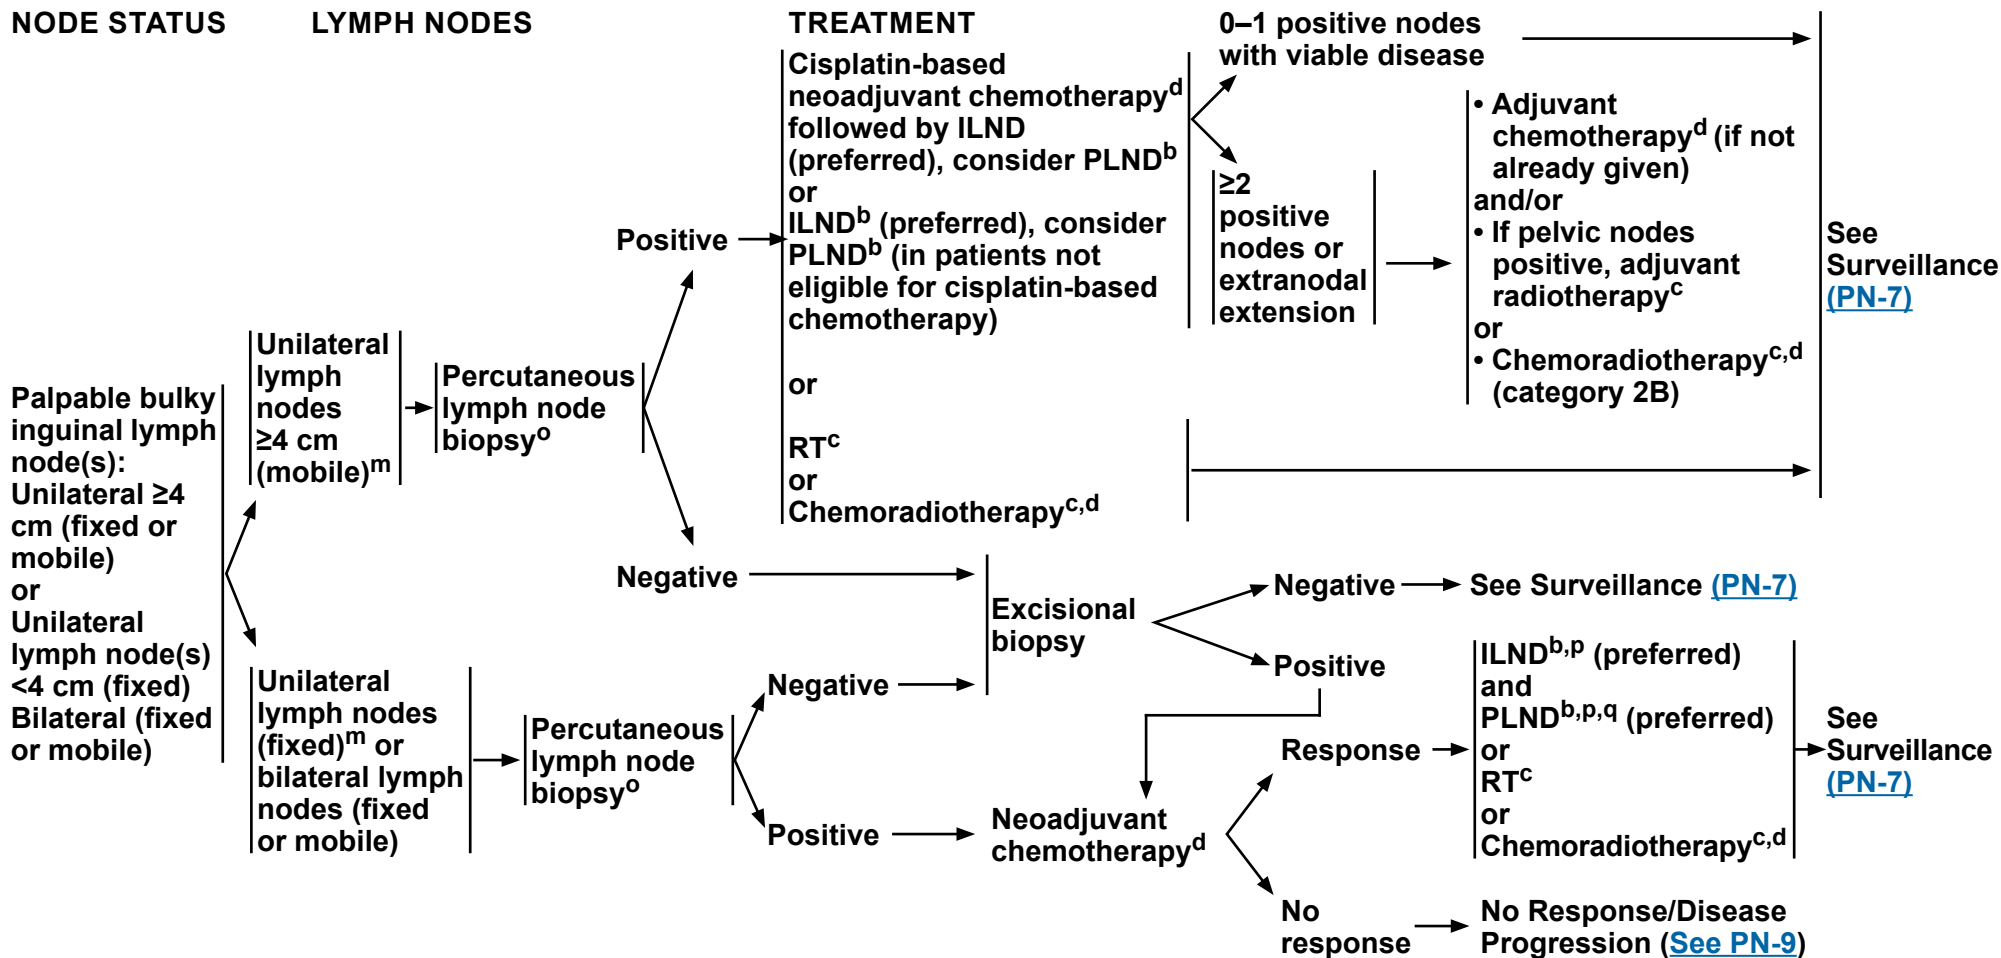 NODE STATUS
LYMPH NODES
TREATMENT
Palpable bulky
inguinal lymph
node(s):
Unilateral ≥4
cm (fixed or
mobile)
or
Unilateral
lymph node(s)
<4 cm (fixed)
Bilateral (fixed
or mobile)
Unilateral
lymph
nodes
≥4 cm
(mobile)m
Percutaneous
lymph node
biopsyo
Positive
Cisplatin-based
neoadjuvant chemotherapyd
followed by ILND
(preferred), consider PLNDb
or
ILNDb (preferred), consider
PLNDb (in patients not
eligible for cisplatin-based
chemotherapy)
or
RTc
or
Chemoradiotherapyc,d
0–1 positive nodes
with viable disease
≥2
positive
nodes or
extranodal
extension
• Adjuvant
chemotherapyd (if not
already given)
and/or
• If pelvic nodes
positive, adjuvant
radiotherapyc
or
• Chemoradiotherapyc,d
(category 2B)
See
Surveillance
(PN-7)
Negative
Excisional
biopsy
Negative
See Surveillance (PN-7)
Positive
Unilateral
lymph nodes
(fixed)m or
bilateral lymph
nodes (fixed
or mobile)
Percutaneous
lymph node
biopsyo
Negative
Positive
Neoadjuvant
chemotherapyd
Response
ILNDb,p (preferred)
and
PLNDb,p,q (preferred)
or
RTc
or
Chemoradiotherapyc,d
See
Surveillance
(PN-7)
No
response
No Response/Disease
Progression (See PN-9)